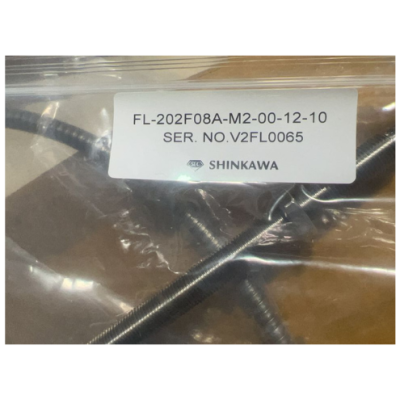 FL-202F08A-M2-00-12-10
SER. NO.V2FL0065
SHINKAWA